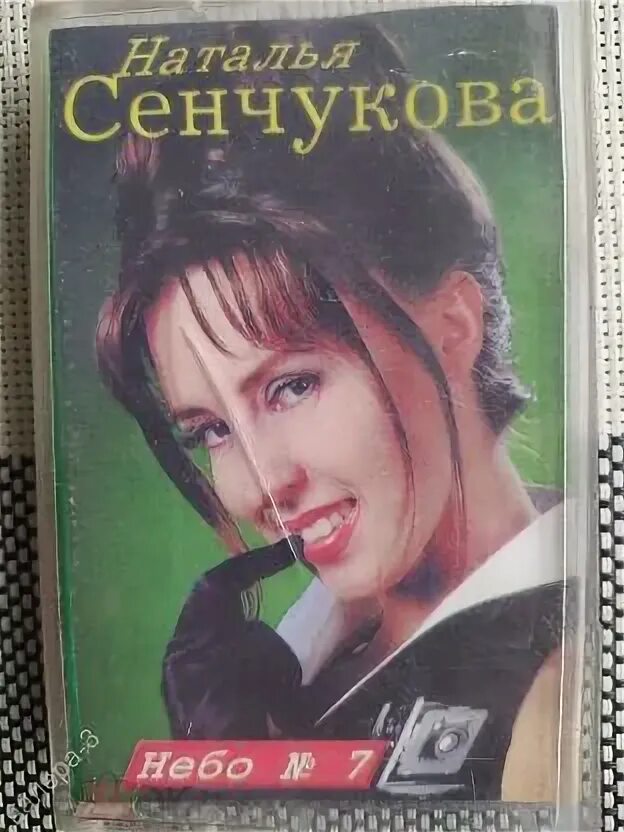 Наталья
Сенчукова
Небо № 7